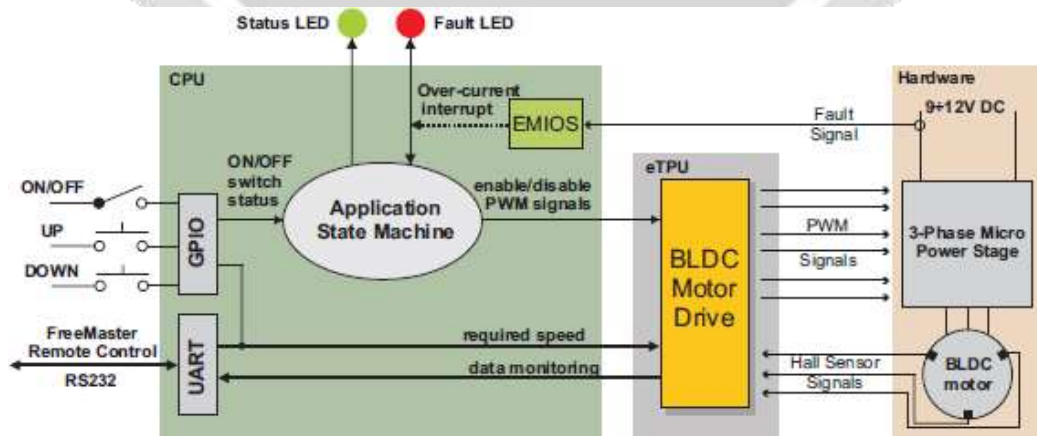 Status LED
Fault LED
CPU
Hardware
Over-current
interrupt
EMIOS
Fault
Signal
9÷12V DC
ON/OFF
ON/OFF
switch
status
eTPU
enable/disable
PWM signals
Application
State Machine
UP
GPIO
DOWN
BLDC
Motor
Drive
PWM
Signals
3-Phase Micro
Power Stage
FreeMaster
Remote Control
RS232
UART
required speed
data monitoring
Hall Sensor
Signals
BLDC
motor